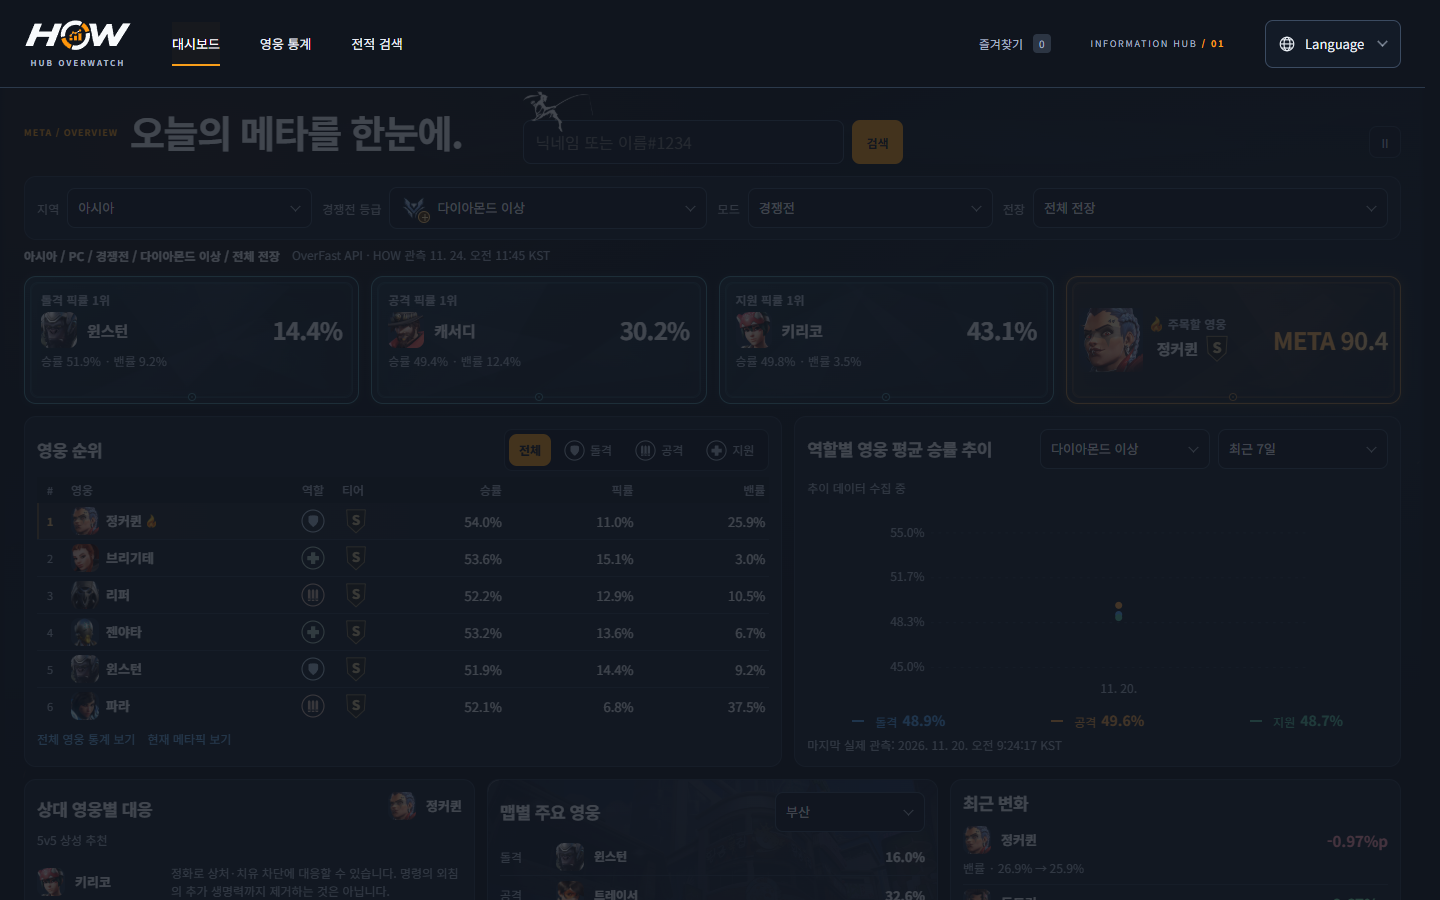 HOW
HUB OVERWATCH
대시보드
영웅 통계
전적 검색
즐겨찾기 0
INFORMATION HUB / 01
Language
META / OVERVIEW
오늘의 메타를 한눈에.
닉네임 또는 이름#1234
검색
지역 아시아
경쟁전 등급 다이아몬드 이상
모드 경쟁전
전장 전체 전장
아시아 / PC / 경쟁전 / 다이아몬드 이상 / 전체 전장 OverFast API · HOW 관측 11. 24. 오전 11:45 KST
돌격 픽률 1위
윈스턴 14.4%
승률 51.9% · 밴률 9.2%
공격 픽률 1위
캐서디 30.2%
승률 49.4% · 밴률 12.4%
지원 픽률 1위
키리코 43.1%
승률 49.8% · 밴률 3.5%
주목할 영웅
정커퀸 S
META 90.4
영웅 순위
전체 돌격 공격 지원
# 영웅 역할 티어 승률 픽률 밴률
1 정커퀸 S 54.0% 11.0% 25.9%
2 브리기테 S 53.6% 15.1% 3.0%
3 리퍼 S 52.2% 12.9% 10.5%
4 젠야타 S 53.2% 13.6% 6.7%
5 윈스턴 S 51.9% 14.4% 9.2%
6 파라 S 52.1% 6.8% 37.5%
전체 영웅 통계 보기 현재 메타픽 보기
역할별 영웅 평균 승률 추이
다이아몬드 이상
최근 7일
추이 데이터 수집 중
55.0%
51.7%
48.3%
45.0%
11. 20.
돌격 48.9% 공격 49.6% 지원 48.7%
마지막 실제 관측: 2026. 11. 20. 오전 9:24:17 KST
상대 영웅별 대응
정커퀸
5v5 상성 추천
키리코
정화로 상처·치유 차단에 대응할 수 있습니다. 명령의 외침
의 추가 생명력까지 제거하는 것은 아닙니다.
맵별 주요 영웅
부산
돌격 윈스턴 16.0%
공격 트레이서 32.6%
최근 변화
정커퀸 -0.97%p
밴률 · 26.9% → 25.9%